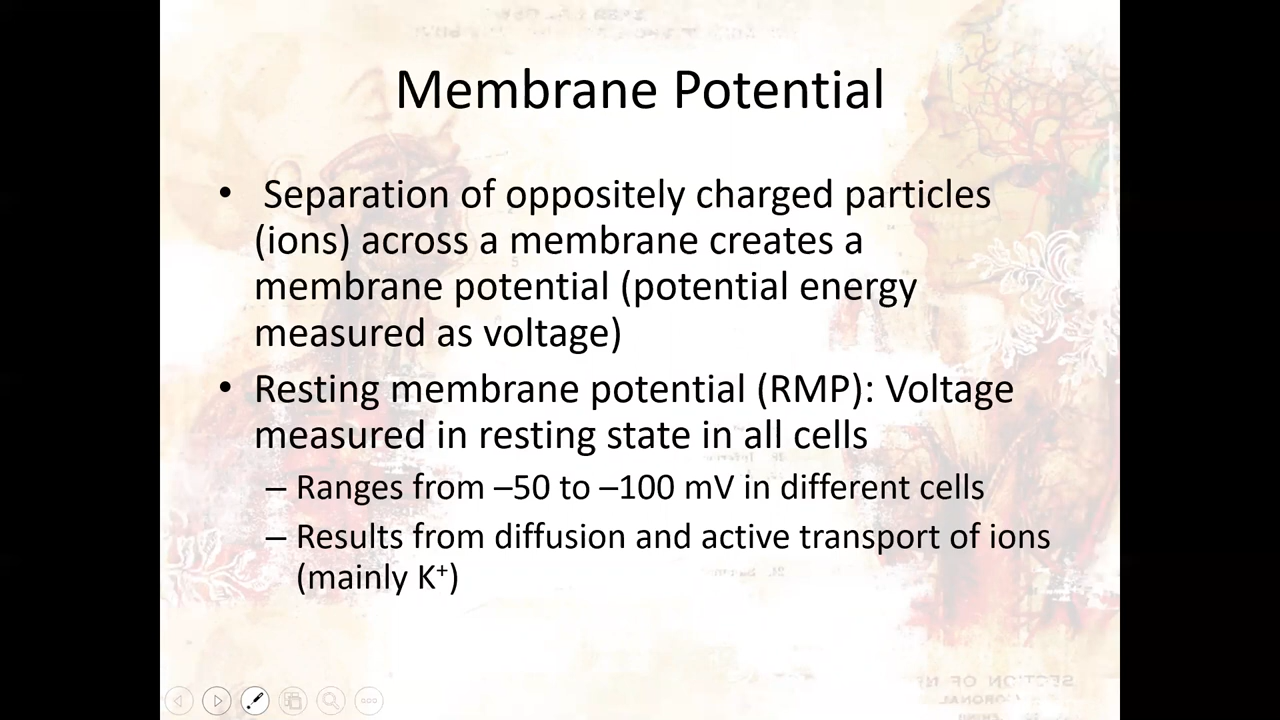 Membrane Potential
• Separation of oppositely charged particles
(ions) across a membrane creates a
membrane potential (potential energy
measured as voltage)
• Resting membrane potential (RMP): Voltage
measured in resting state in all cells
– Ranges from –50 to –100 mV in different cells
– Results from diffusion and active transport of ions
(mainly K⁺)